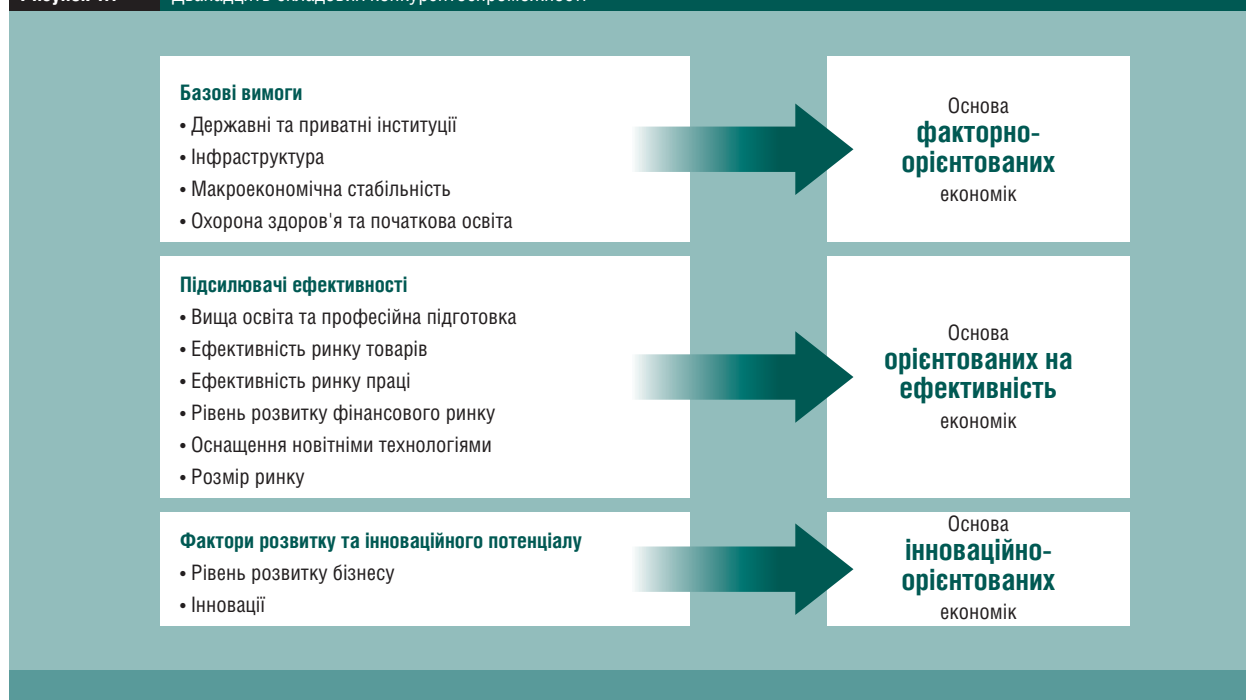 Дванадцять складових конкурентоспроможності
Базові вимоги
• Державні та приватні інституції
• Інфраструктура
• Макроекономічна стабільність
• Охорона здоров'я та початкова освіта
Основа
факторно-
орієнтованих
економік
Підсилювачі ефективності
• Вища освіта та професійна підготовка
• Ефективність ринку товарів
• Ефективність ринку праці
• Рівень розвитку фінансового ринку
• Оснащення новітніми технологіями
• Розмір ринку
Основа
орієнтованих на
ефективність
економік
Фактори розвитку та інноваційного потенціалу
• Рівень розвитку бізнесу
• Інновації
Основа
інноваційно-
орієнтованих
економік